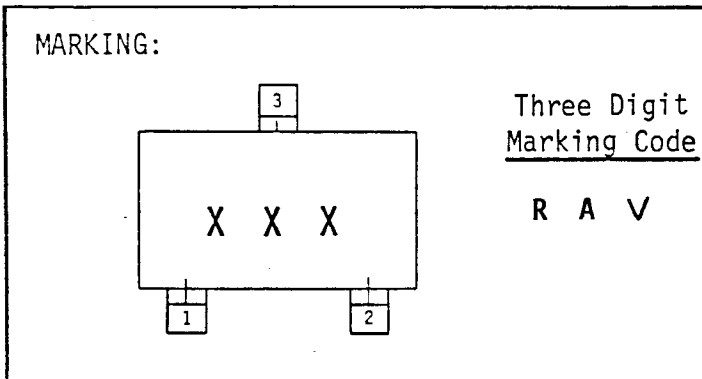 MARKING:
3
Three Digit
Marking Code
X X X
R A V
1
2